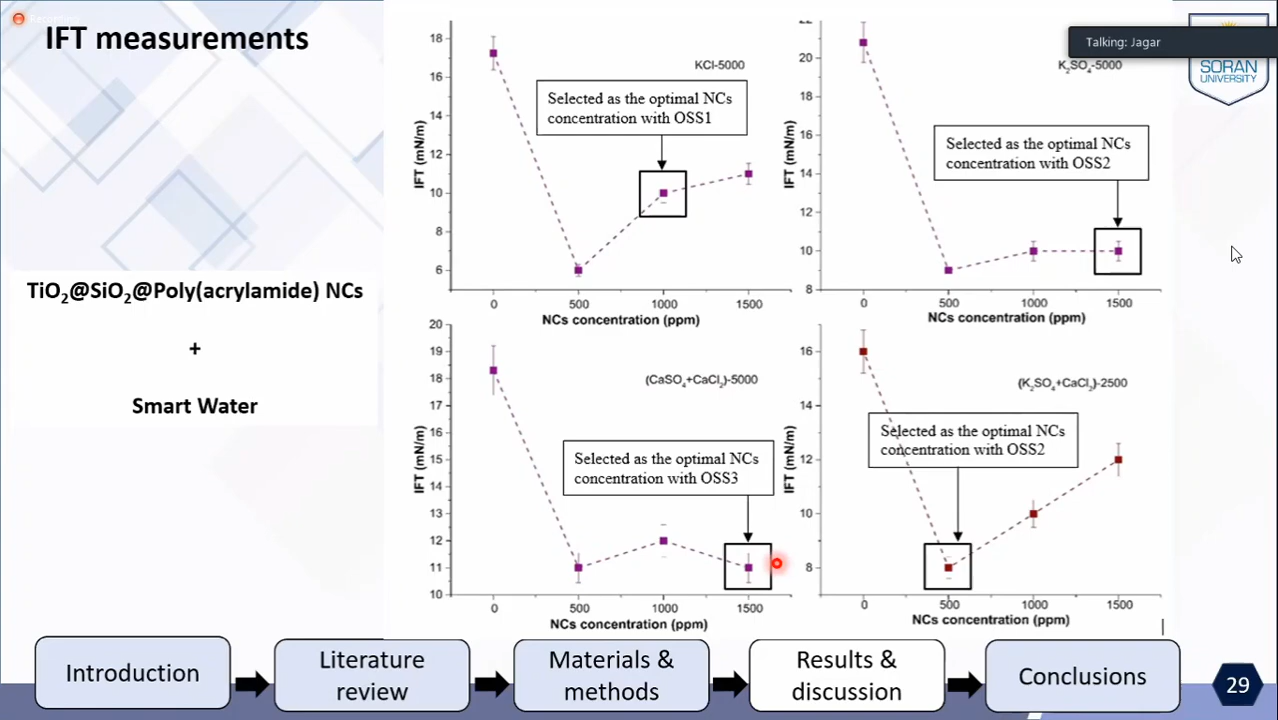 Recording
IFT measurements
Talking: Jagar
SORAN
UNIVERSITY
TiO₂@SiO₂@Poly(acrylamide) NCs
+
Smart Water
18
16
14
12
10
8
6
IFT (mN/m)
KCl-5000
Selected as the optimal NCs
concentration with OSS1
0 500 1000 1500
NCs concentration (ppm)
22
20
18
16
14
12
10
8
IFT (mN/m)
K₂SO₄-5000
Selected as the optimal NCs
concentration with OSS2
0 500 1000 1500
NCs concentration (ppm)
20
19
18
17
16
15
14
13
12
11
10
IFT (mN/m)
(CaSO₄+CaCl₂)-5000
Selected as the optimal NCs
concentration with OSS3
0 500 1000 1500
NCs concentration (ppm)
16
14
12
10
8
IFT (mN/m)
(K₂SO₄+CaCl₂)-2500
Selected as the optimal NCs
concentration with OSS2
0 500 1000 1500
NCs concentration (ppm)
Introduction
Literature
review
Materials &
methods
Results &
discussion
Conclusions
29